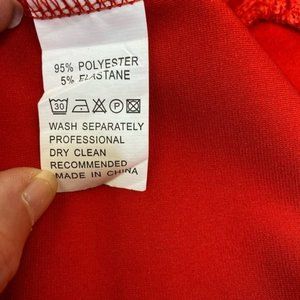 95% POLYESTER
5% ELASTANE
30 P
WASH SEPARATELY
PROFESSIONAL
DRY CLEAN
RECOMMENDED
MADE IN CHINA